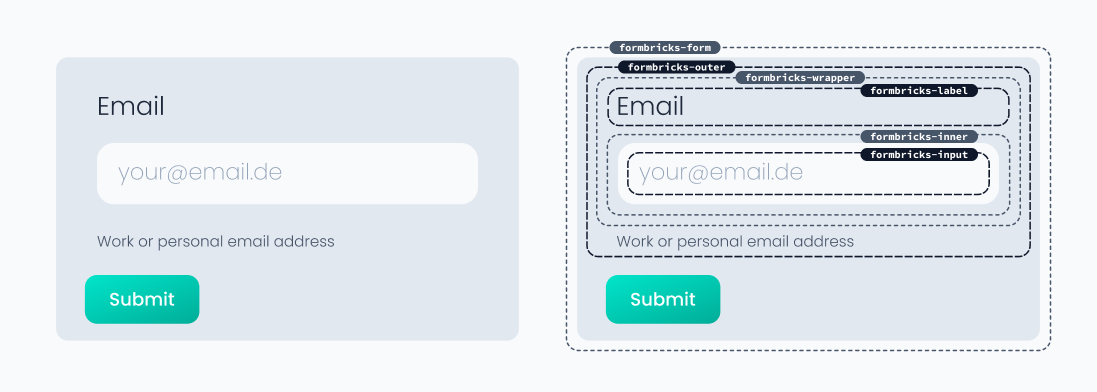 Email
your@email.de
Work or personal email address
Submit
formbricks-form
formbricks-outer
formbricks-wrapper
formbricks-label
Email
formbricks-inner
formbricks-input
your@email.de
Work or personal email address
Submit